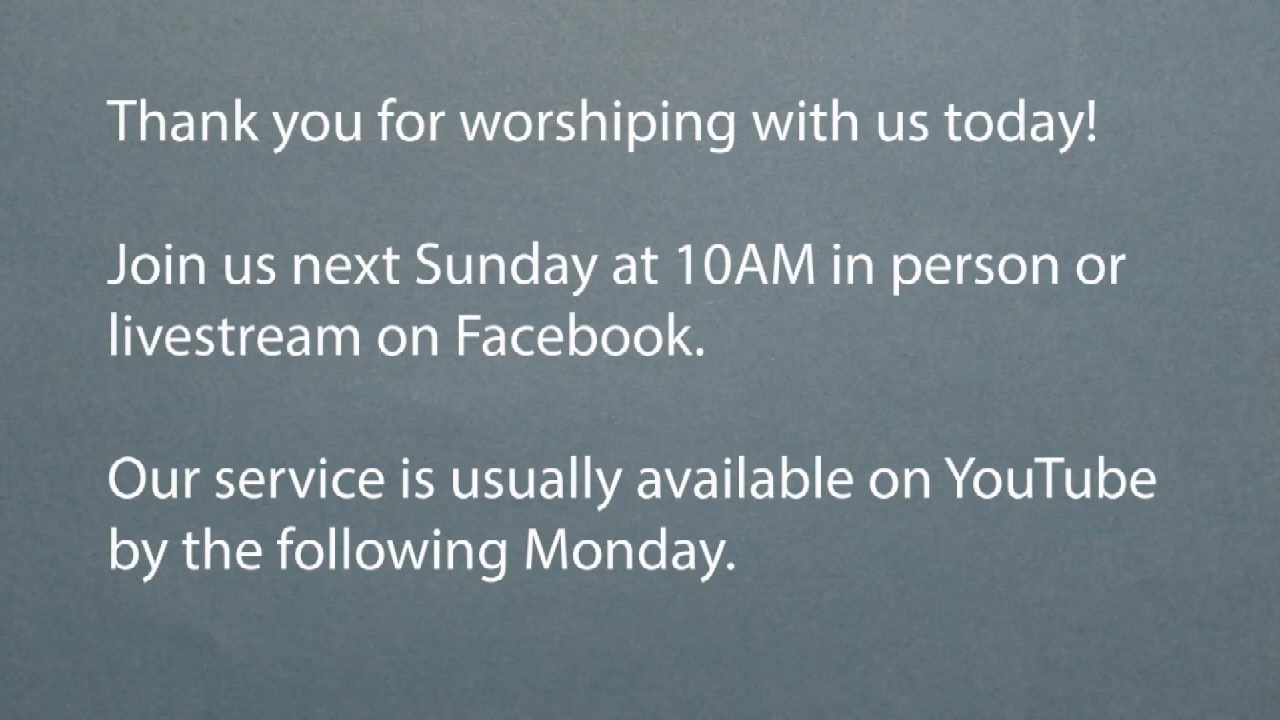 Thank you for worshiping with us today!
Join us next Sunday at 10AM in person or
livestream on Facebook.
Our service is usually available on YouTube
by the following Monday.